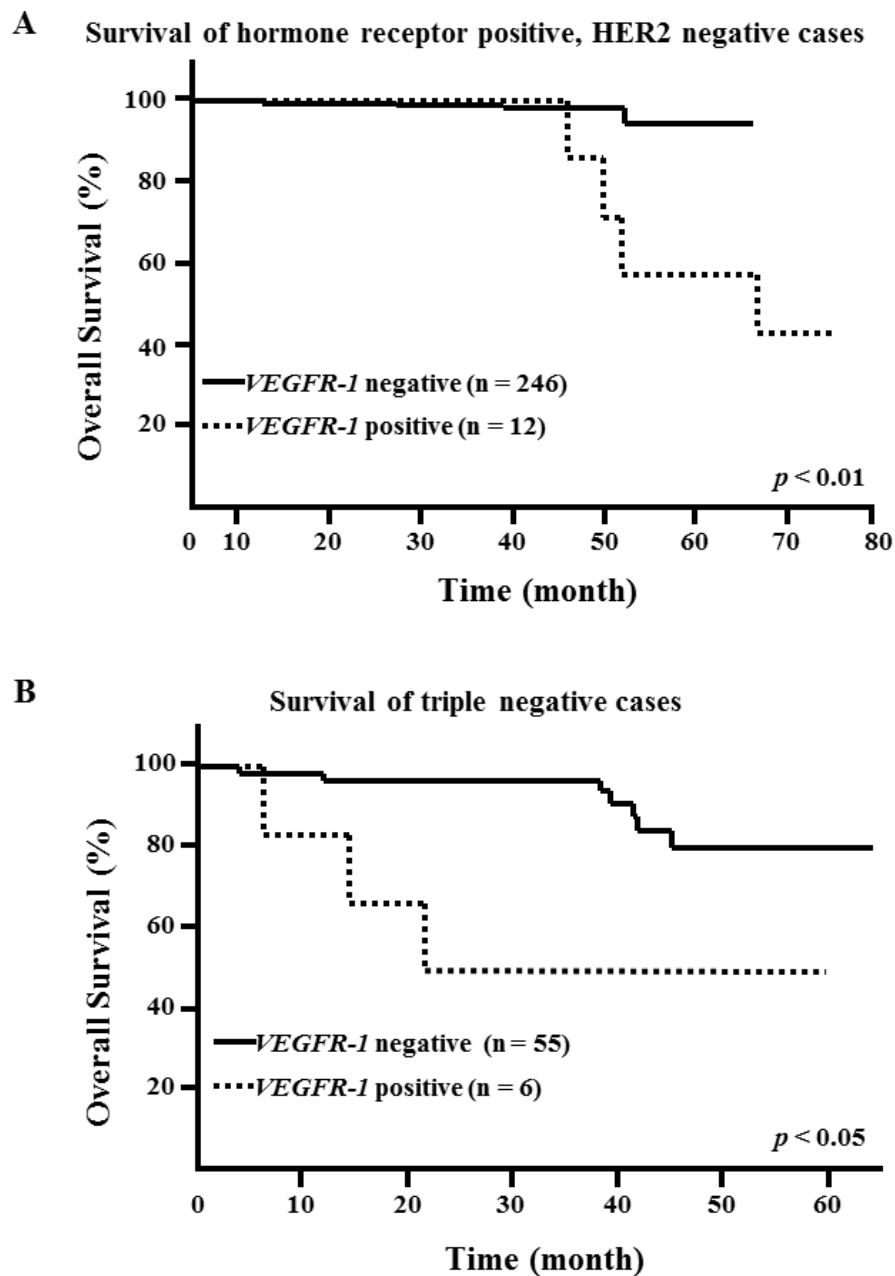 A
Survival of hormone receptor positive, HER2 negative cases
Overall Survival (%)
100
80
60
40
20
VEGFR-1 negative (n = 246)
VEGFR-1 positive (n = 12)
p < 0.01
0 10 20 30 40 50 60 70 80
Time (month)
B
Survival of triple negative cases
Overall Survival (%)
100
80
60
40
20
VEGFR-1 negative (n = 55)
VEGFR-1 positive (n = 6)
p < 0.05
0 10 20 30 40 50 60
Time (month)